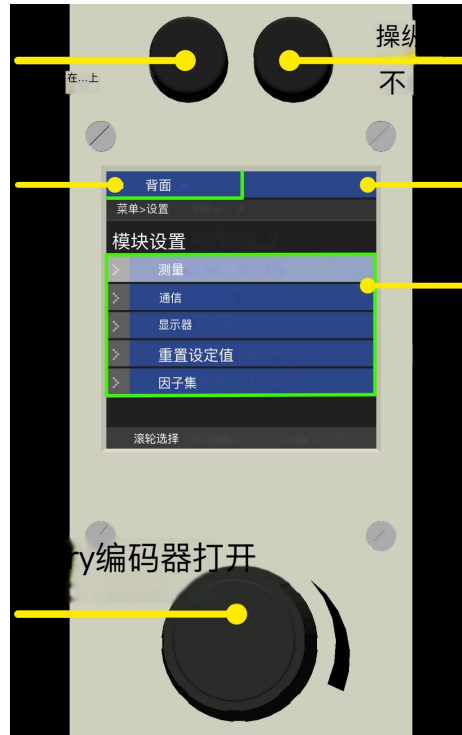 操纵
在...上
不
背面
菜单>设置
模块设置
> 测量
> 通信
> 显示器
> 重置设定值
> 因子集
滚轮选择
ry编码器打开